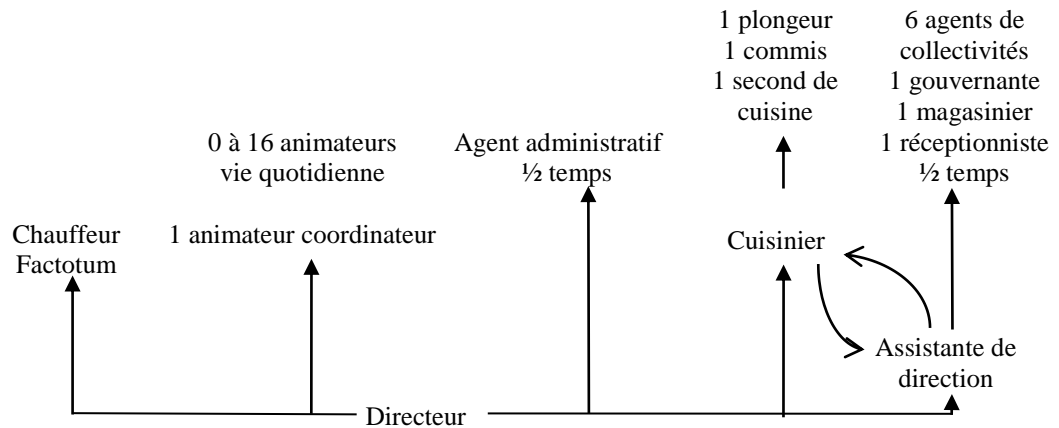 1 plongeur
1 commis
1 second de
cuisine
6 agents de
collectivités
1 gouvernante
1 magasinier
1 réceptionniste
½ temps
0 à 16 animateurs
vie quotidienne
Agent administratif
½ temps
Chauffeur
Factotum
1 animateur coordinateur
Cuisinier
Assistante de
direction
Directeur